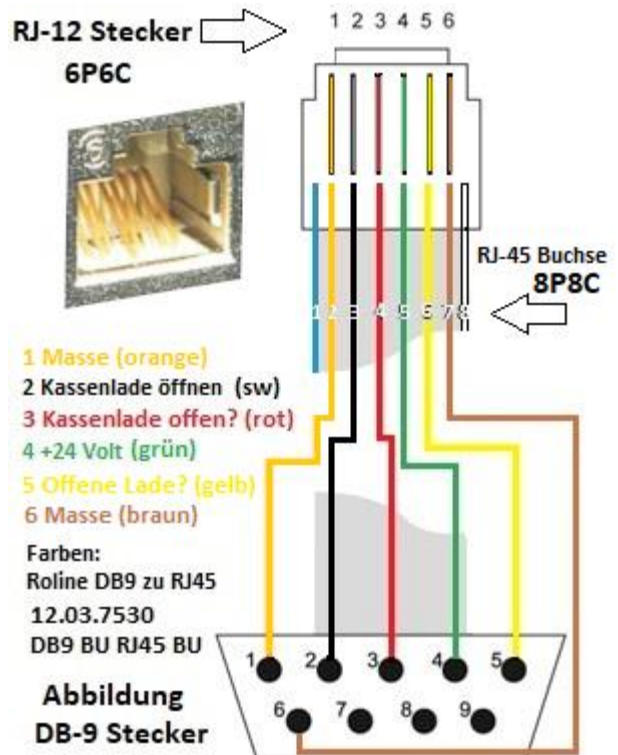 RJ-12 Stecker
6P6C
1 2 3 4 5 6
RJ-45 Buchse
8P8C
1 2 3 4 5 6 7 8
1 Masse (orange)
2 Kassenlade öffnen (sw)
3 Kassenlade offen? (rot)
4 +24 Volt (grün)
5 Offene Lade? (gelb)
6 Masse (braun)
Farben:
Roline DB9 zu RJ45
12.03.7530
DB9 BU RJ45 BU
1 2 3 4 5
6 7 8 9
Abbildung
DB-9 Stecker